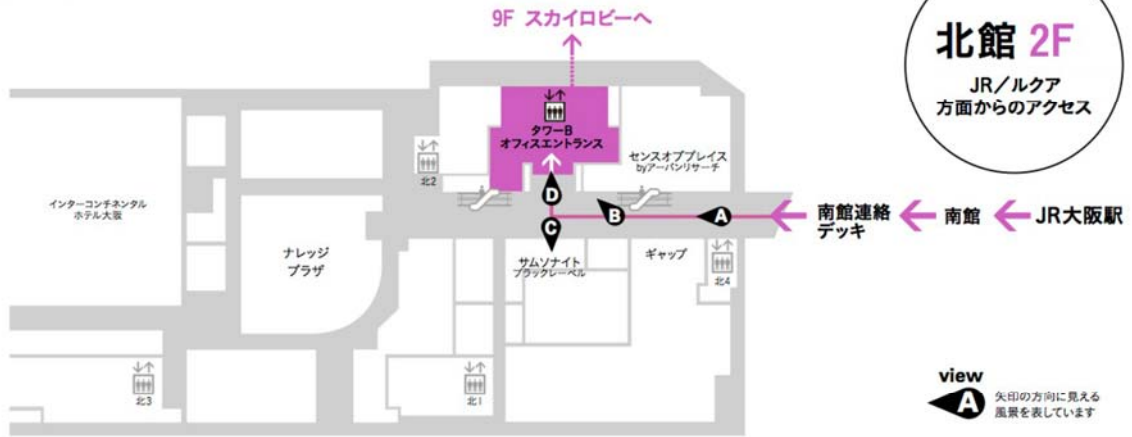 9F スカイロビーへ
北館 2F
JR/ルクア
方面からのアクセス
タワーB
オフィスエントランス
センスオブプレイス
byアーバンリサーチ
北2
インターコンチネンタル
ホテル大阪
D
B
A
C
南館連絡
デッキ
南館
JR大阪駅
ナレッジ
プラザ
サムソナイト
ブラックレーベル
ギャップ
北4
北3
北1
view
A
矢印の方向に見える
風景を表しています